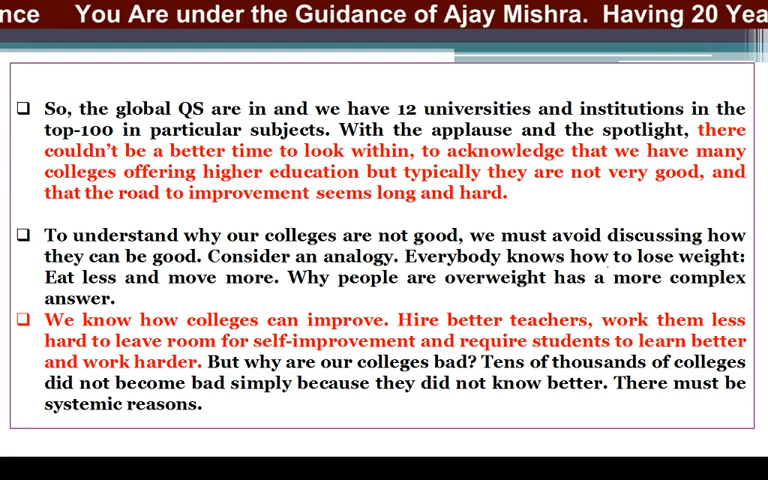 nce You Are under the Guidance of Ajay Mishra. Having 20 Yea
❑ So, the global QS are in and we have 12 universities and institutions in the
top-100 in particular subjects. With the applause and the spotlight, there
couldn't be a better time to look within, to acknowledge that we have many
colleges offering higher education but typically they are not very good, and
that the road to improvement seems long and hard.
❑ To understand why our colleges are not good, we must avoid discussing how
they can be good. Consider an analogy. Everybody knows how to lose weight:
Eat less and move more. Why people are overweight has a more complex
answer.
❑ We know how colleges can improve. Hire better teachers, work them less
hard to leave room for self-improvement and require students to learn better
and work harder. But why are our colleges bad? Tens of thousands of colleges
did not become bad simply because they did not know better. There must be
systemic reasons.